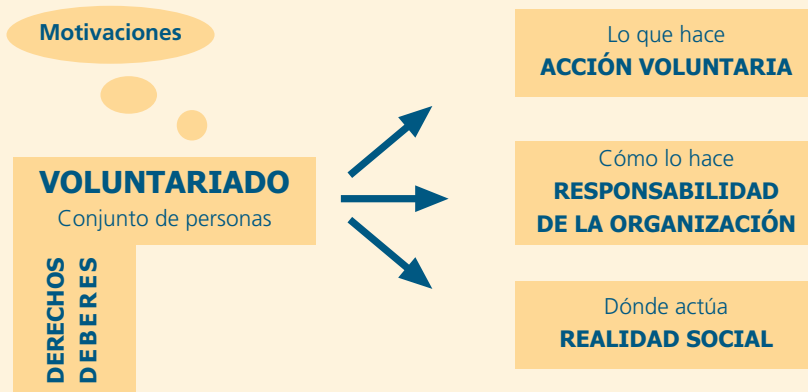 Motivaciones
VOLUNTARIADO
Conjunto de personas
DERECHOS
DEBERES
Lo que hace
ACCIÓN VOLUNTARIA
Cómo lo hace
RESPONSABILIDAD
DE LA ORGANIZACIÓN
Dónde actúa
REALIDAD SOCIAL